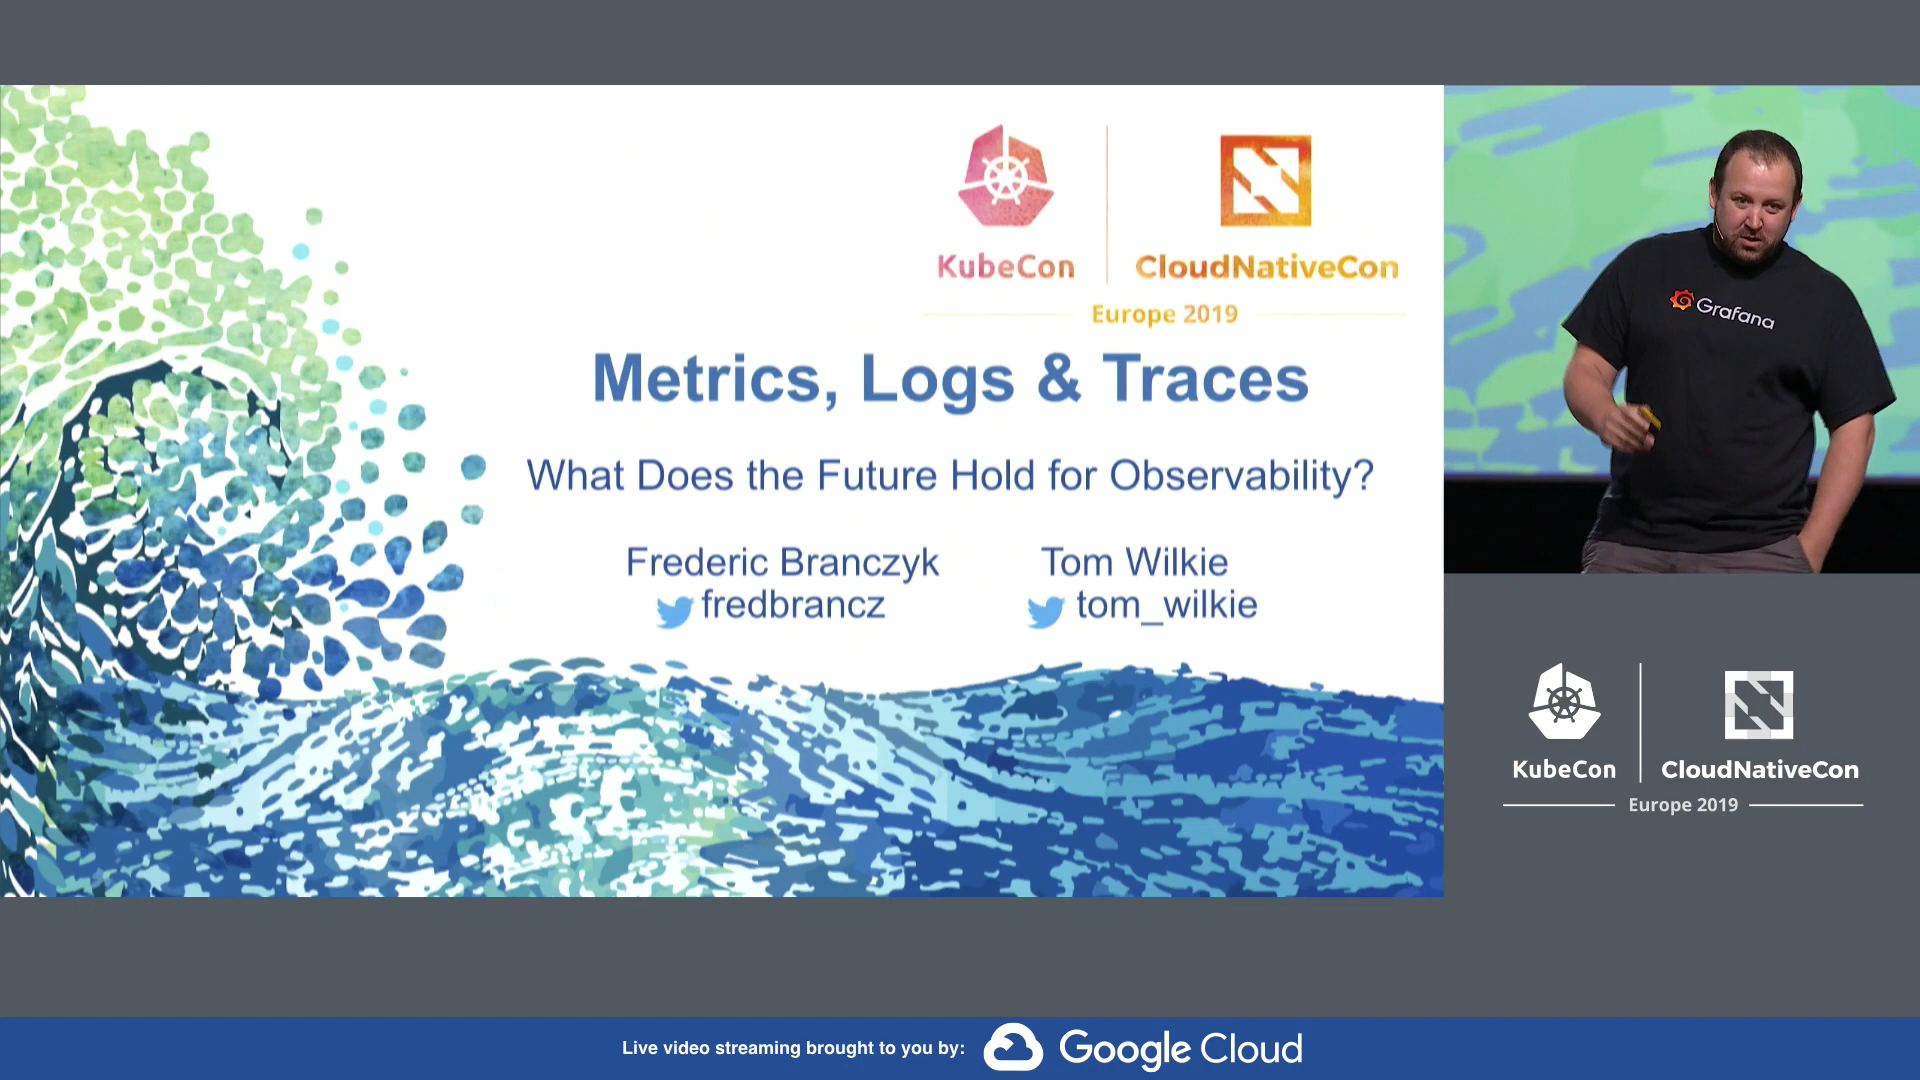 KubeCon
CloudNativeCon
Europe 2019
Metrics, Logs & Traces
What Does the Future Hold for Observability?
Frederic Branczyk
Tom Wilkie
fredbrancz
tom_wilkie
Grafana
KubeCon
CloudNativeCon
Europe 2019
Live video streaming brought to you by:
Google Cloud